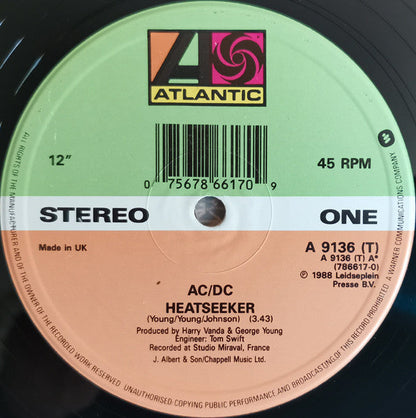 ATLANTIC
12"
45 RPM
0 75678 66170 9
STEREO
ONE
Made in UK
A 9136 (T)
A 9136 (T) A*
(786617-0)
℗ 1988 Leidseplein
Presse B.V.
AC/DC
HEATSEEKER
(Young/Young/Johnson) (3.43)
Produced by Harry Vanda & George Young
Engineer: Tom Swift
Recorded at Studio Miraval, France
J. Albert & Son/Chappell Music Ltd.
ALL RIGHTS OF THE MANUFACTURER AND OF THE OWNER OF THE RECORDED WORK RESERVED. UNAUTHORISED COPYING PUBLIC PERFORMANCE AND BROADCASTING OF THIS RECORD PROHIBITED. A WARNER COMMUNICATIONS COMPANY.